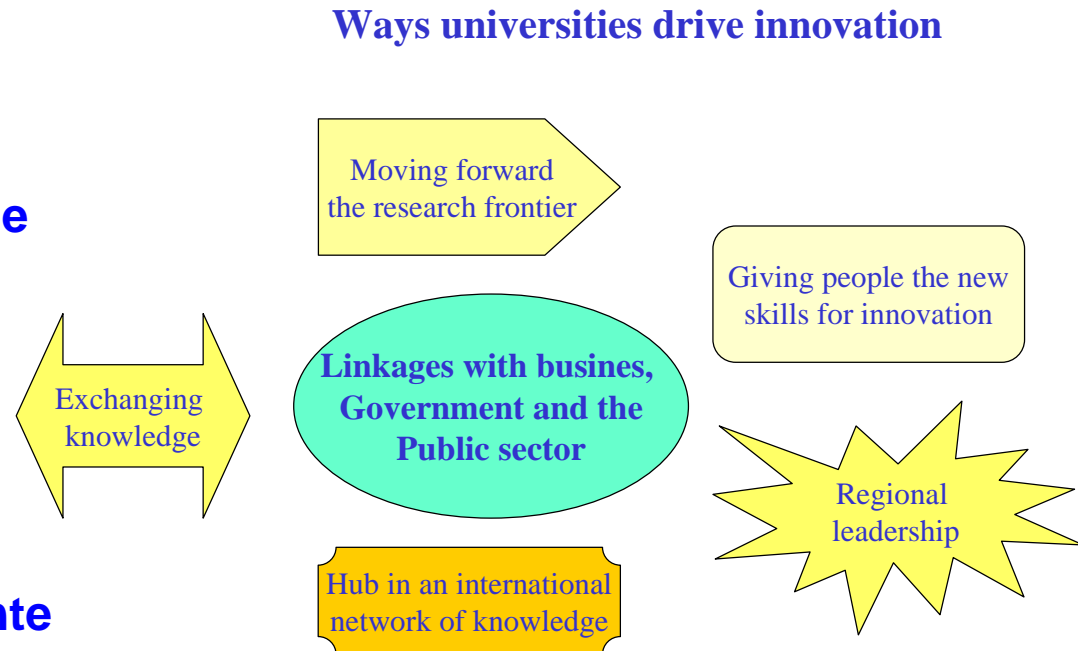 Ways universities drive innovation
Moving forward
the research frontier
e
Giving people the new
skills for innovation
Linkages with busines,
Government and the
Public sector
Exchanging
knowledge
Regional
leadership
Hub in an international
network of knowledge
nte